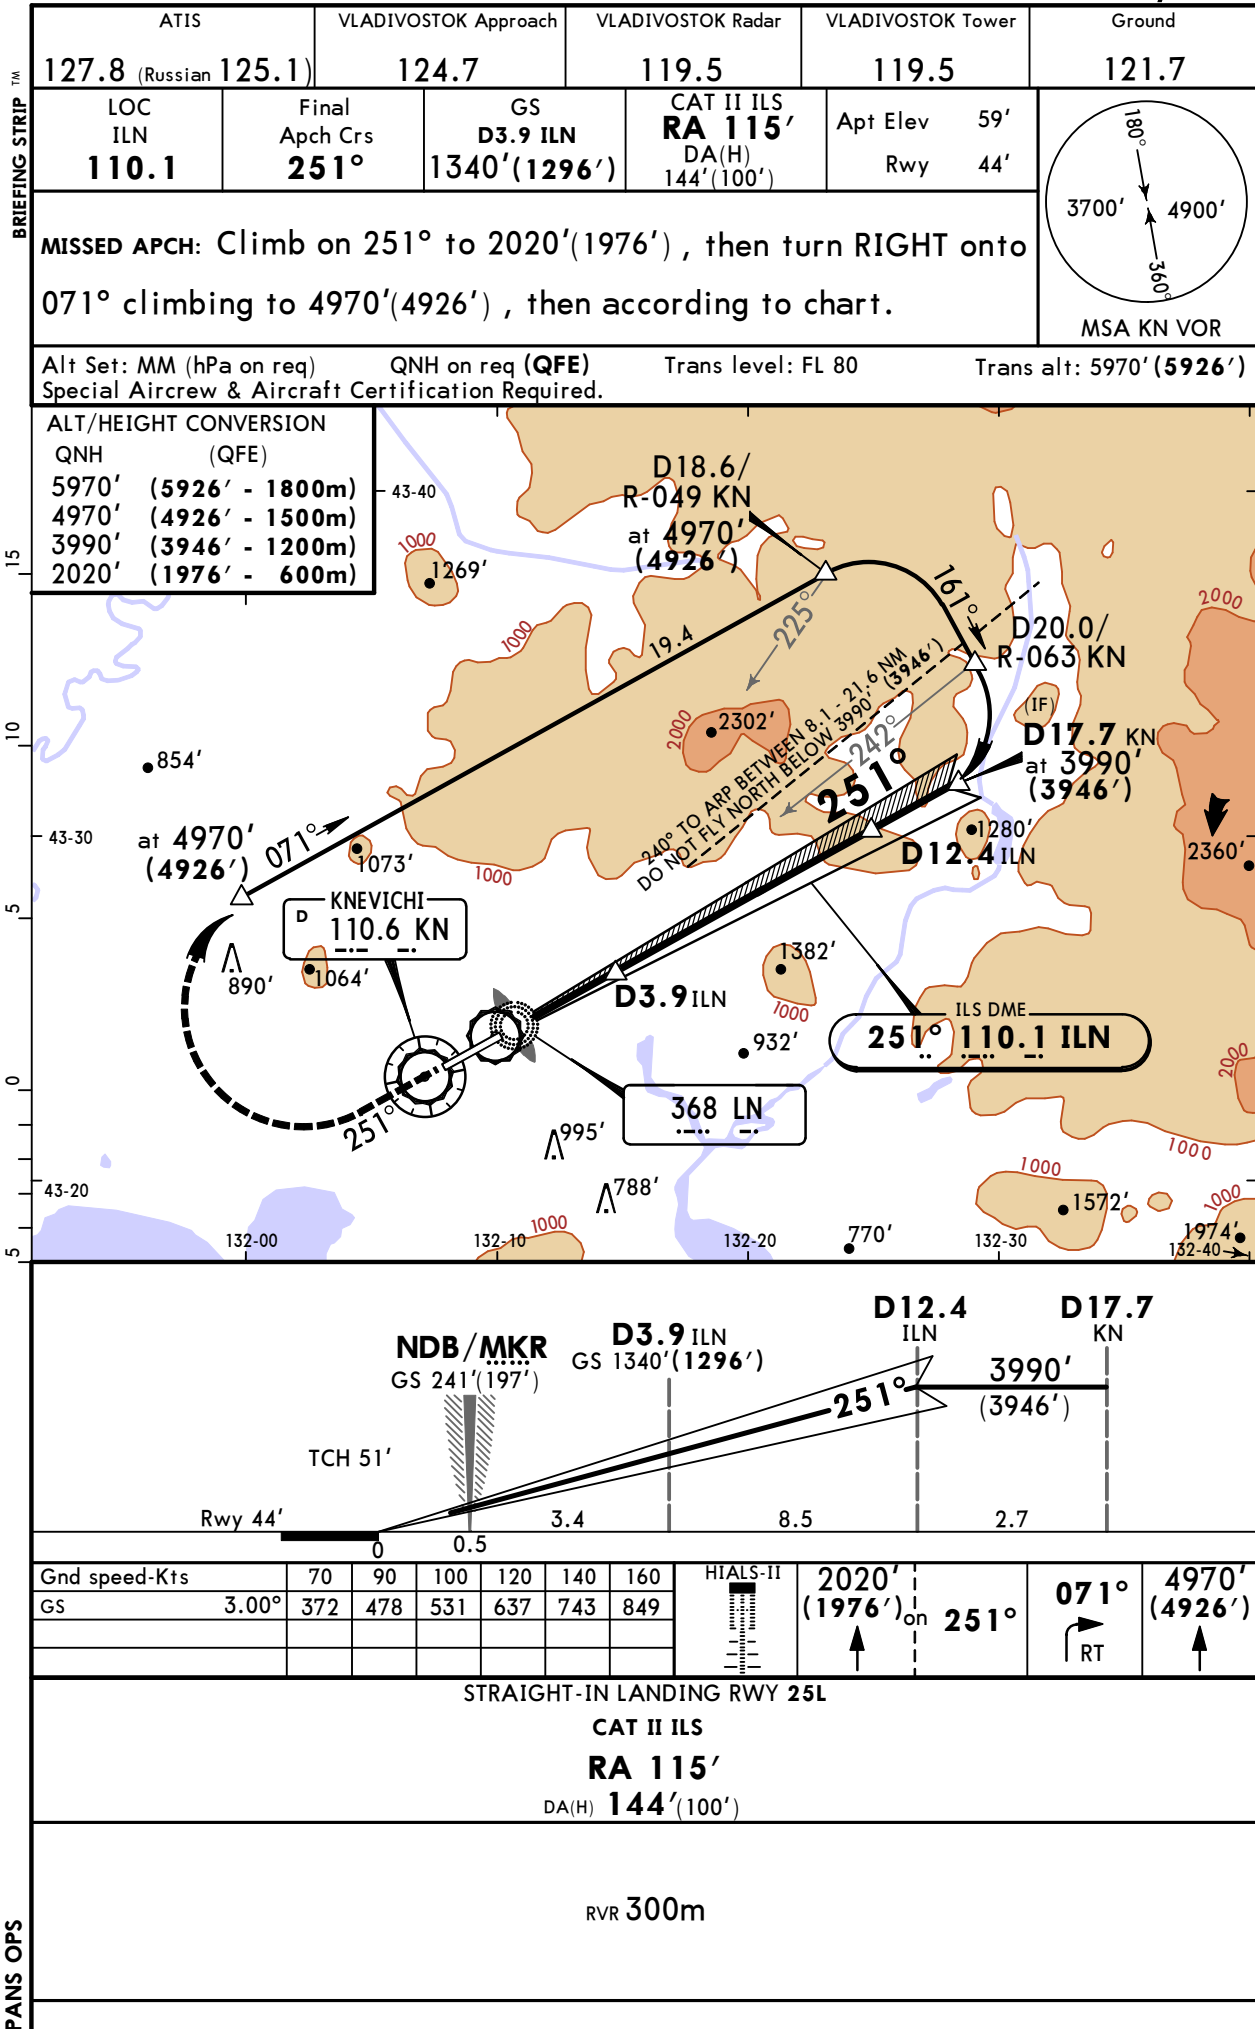 ATIS
VLADIVOSTOK Approach
VLADIVOSTOK Radar
VLADIVOSTOK Tower
Ground
127.8 (Russian 125.1)
124.7
119.5
119.5
121.7
BRIEFING STRIP TM
LOC
ILN
110.1
Final
Apch Crs
251°
GS
D3.9 ILN
1340'(1296')
CAT II ILS
RA 115'
DA(H)
144'(100')
Apt Elev 59'
Rwy 44'
180°
3700' 4900'
360°
MSA KN VOR
MISSED APCH: Climb on 251° to 2020'(1976') , then turn RIGHT onto
071° climbing to 4970'(4926') , then according to chart.
Alt Set: MM (hPa on req) QNH on req (QFE) Trans level: FL 80 Trans alt: 5970'(5926')
Special Aircrew & Aircraft Certification Required.
ALT/HEIGHT CONVERSION
QNH (QFE)
5970' (5926' - 1800m)
4970' (4926' - 1500m)
3990' (3946' - 1200m)
2020' (1976' - 600m)
43-40
D18.6/
R-049 KN
at 4970'
(4926')
1000
1269'
15
161°
2000
225°
1000
19.4
D20.0/
R-063 KN
240° TO ARP BETWEEN 8.1 - 21.6 NM
DO NOT FLY NORTH BELOW 3990' (3946')
2302'
2000
(IF)
D17.7 KN
at 3990'
(3946')
242°
251°
10
854'
43-30
at 4970'
(4926')
071°
1073'
1000
1280'
D12.4 ILN
2360'
KNEVICHI
D 110.6 KN
5
890'
1064'
1382'
1000
D3.9 ILN
ILS DME
251° 110.1 ILN
932'
2000
0
368 LN
251°
995'
1000
788'
43-20
1000
1572'
1000
1974'
1000
770'
5
132-00
132-10
132-20
132-30
132-40
D12.4
ILN
D17.7
KN
NDB/MKR
GS 241'(197')
D3.9 ILN
GS 1340'(1296')
3990'
(3946')
251°
TCH 51'
Rwy 44'
3.4
8.5
2.7
0
0.5
Gnd speed-Kts 70 90 100 120 140 160
GS 3.00° 372 478 531 637 743 849
HIALS-II
2020'
(1976') on 251°
071°
RT
4970'
(4926')
STRAIGHT-IN LANDING RWY 25L
CAT II ILS
RA 115'
DA(H) 144'(100')
RVR 300m
PANS OPS